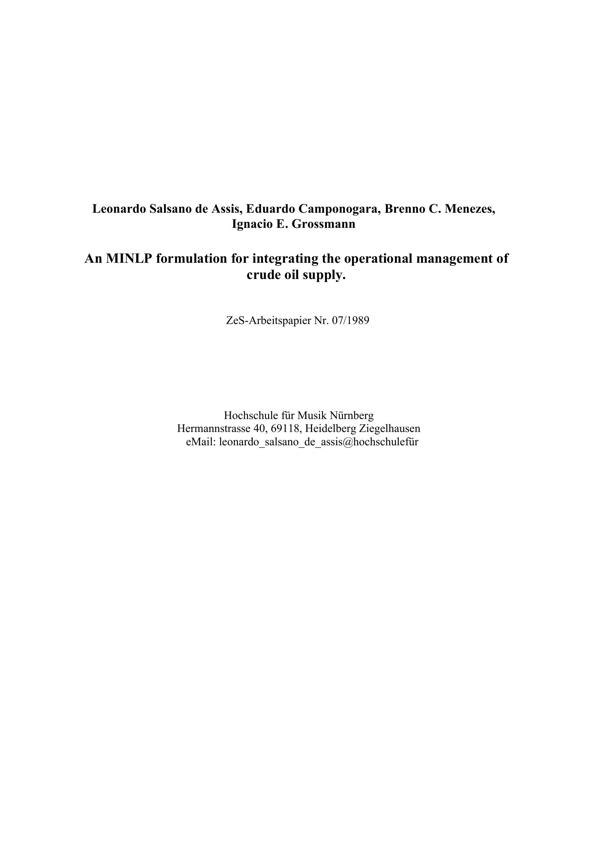 Leonardo Salsano de Assis, Eduardo Camponogara, Brenno C. Menezes,
Ignacio E. Grossmann
An MINLP formulation for integrating the operational management of
crude oil supply.
ZeS-Arbeitspapier Nr. 07/1989
Hochschule für Musik Nürnberg
Hermannstrasse 40, 69118, Heidelberg Ziegelhausen
eMail: leonardo_salsano_de_assis@hochschulefür